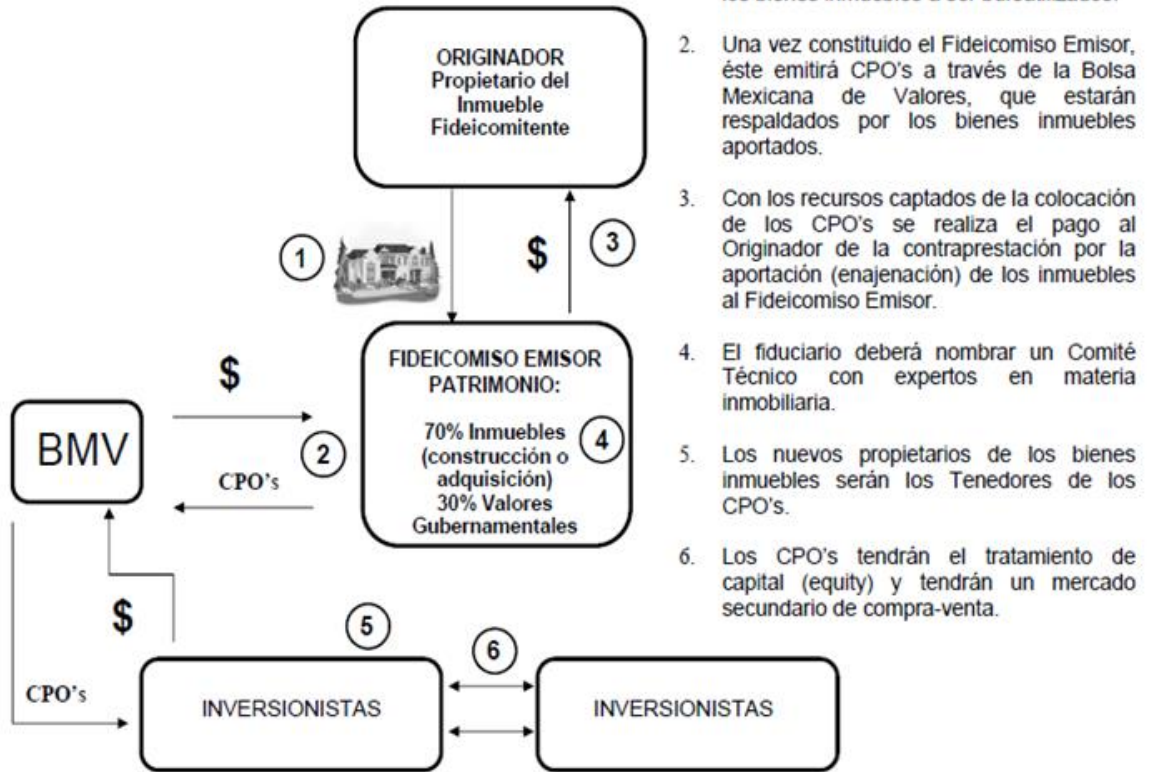 ORIGINADOR
Propietario del
Inmueble
Fideicomitente
1
$
3
FIDEICOMISO EMISOR
PATRIMONIO:
70% Inmuebles
(construcción o
adquisición)
30% Valores
Gubernamentales
4
$
BMV
2
CPO's
$
5
6
CPO's
INVERSIONISTAS
INVERSIONISTAS
2. Una vez constituido el Fideicomiso Emisor,
éste emitirá CPO's a través de la Bolsa
Mexicana de Valores, que estarán
respaldados por los bienes inmuebles
aportados.
3. Con los recursos captados de la colocación
de los CPO's se realiza el pago al
Originador de la contraprestación por la
aportación (enajenación) de los inmuebles
al Fideicomiso Emisor.
4. El fiduciario deberá nombrar un Comité
Técnico con expertos en materia
inmobiliaria.
5. Los nuevos propietarios de los bienes
inmuebles serán los Tenedores de los
CPO's.
6. Los CPO's tendrán el tratamiento de
capital (equity) y tendrán un mercado
secundario de compra-venta.